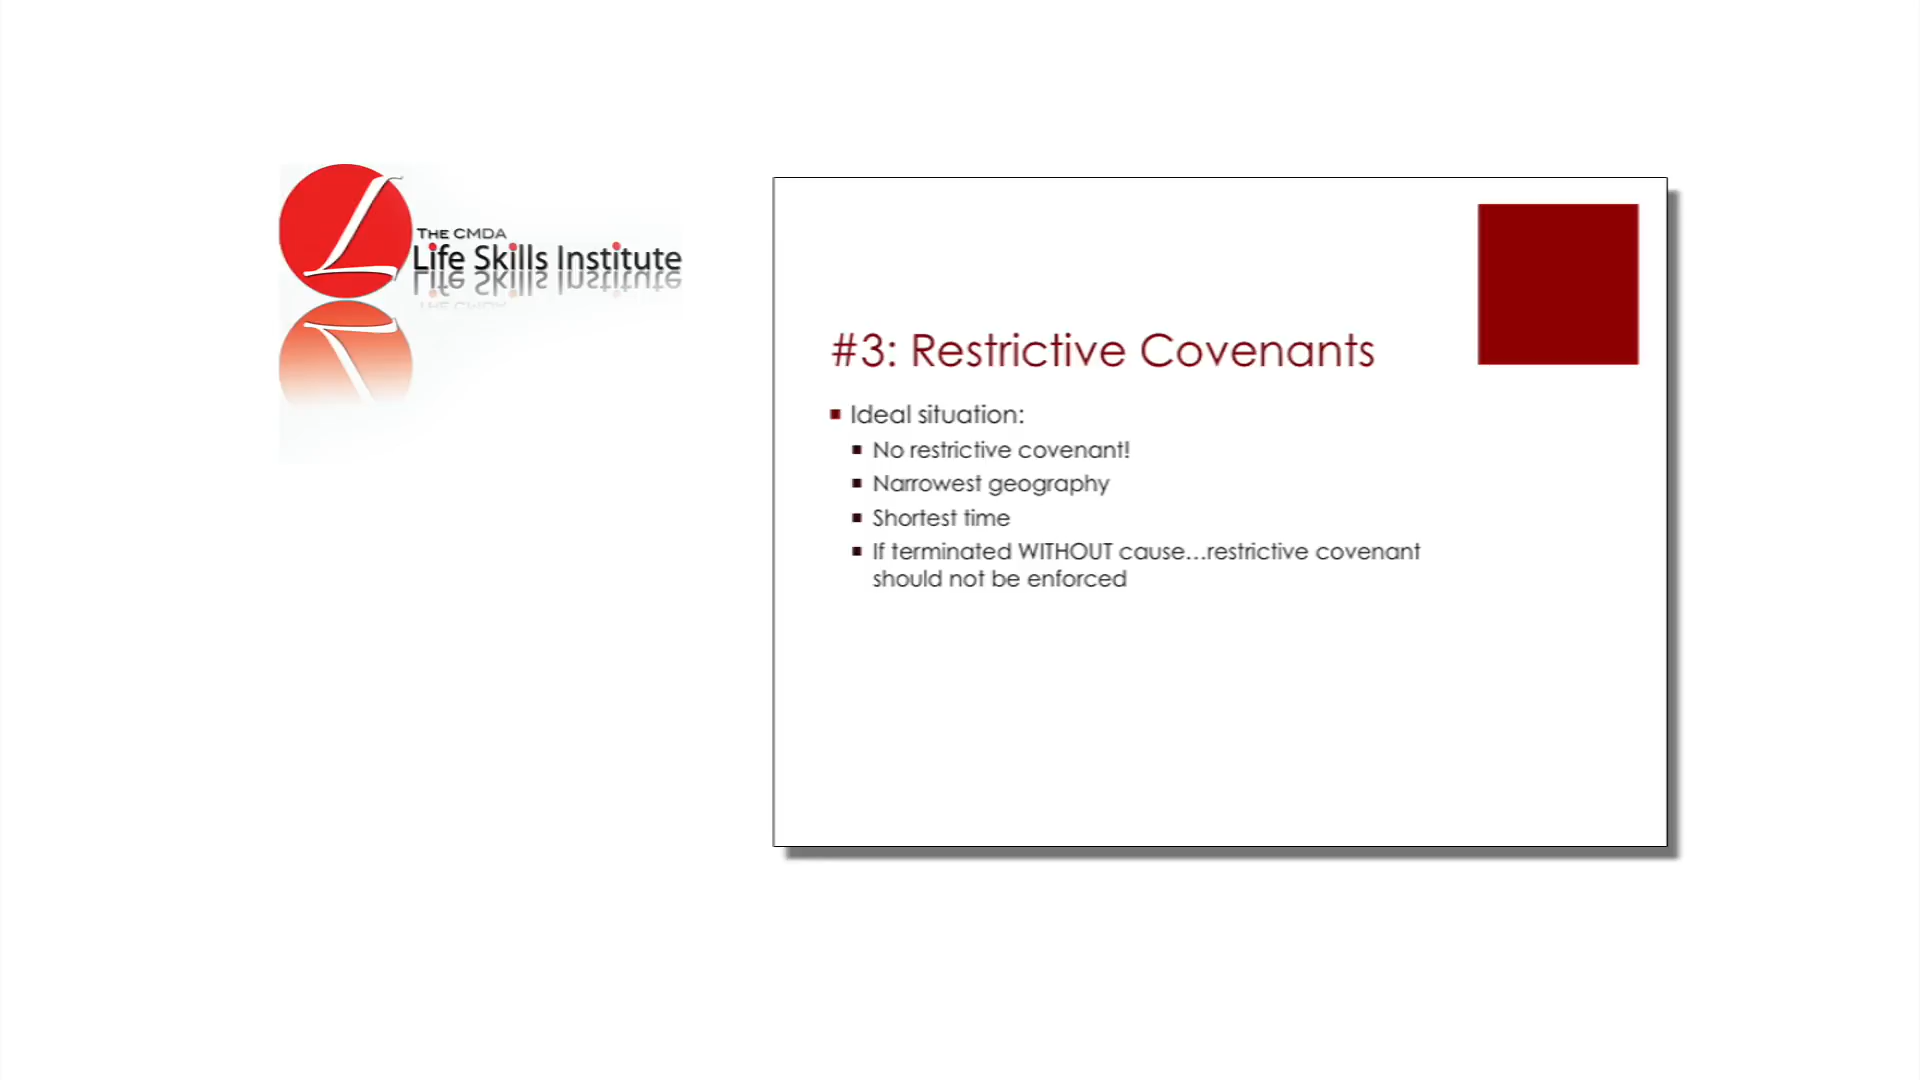 THE CMDA
Life Skills Institute
#3: Restrictive Covenants
Ideal situation:
No restrictive covenant!
Narrowest geography
Shortest time
If terminated WITHOUT cause...restrictive covenant
should not be enforced